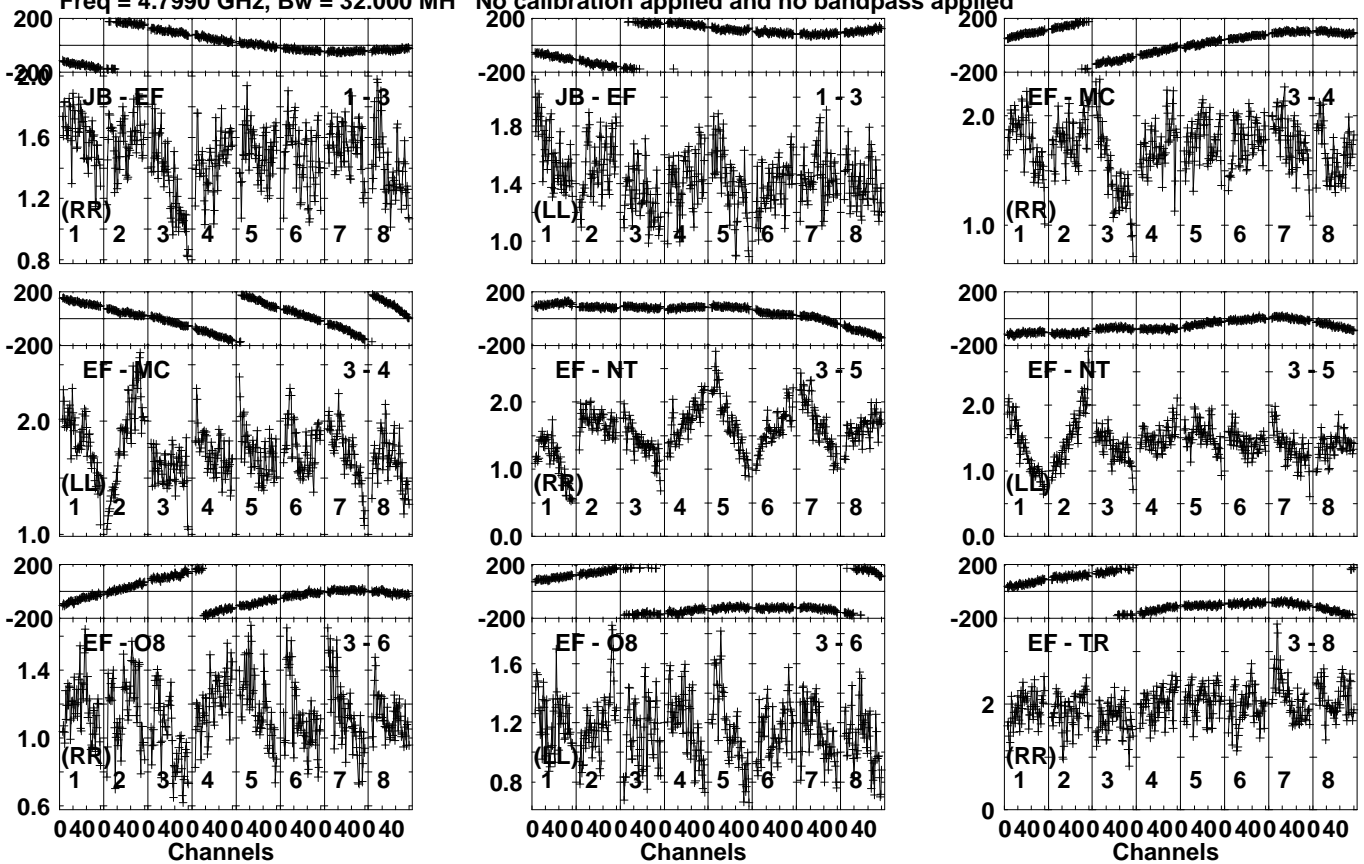 Freq = 4.7990 GHz, Bw = 32.000 MH No calibration applied and no bandpass applied
200
-200
2.0
1.6
1.2
0.8
JB - EF 1 - 3
(RR)
1 2 3 4 5 6 7 8
200
-200
1.8
1.4
1.0
JB - EF 1 - 3
(LL)
1 2 3 4 5 6 7 8
200
-200
2.0
1.0
EF - MC 3 - 4
(RR)
1 2 3 4 5 6 7 8
200
-200
2.0
1.0
EF - MC 3 - 4
(LL)
1 2 3 4 5 6 7 8
200
-200
2.0
1.0
0.0
EF - NT 3 - 5
(RR)
1 2 3 4 5 6 7 8
200
-200
2.0
1.0
0.0
EF - NT 3 - 5
(LL)
1 2 3 4 5 6 7 8
200
-200
1.4
1.0
0.6
EF - O8 3 - 6
(RR)
1 2 3 4 5 6 7 8
200
-200
1.6
1.2
0.8
EF - O8 3 - 6
(LL)
1 2 3 4 5 6 7 8
200
-200
2
0
EF - TR 3 - 8
(RR)
1 2 3 4 5 6 7 8
0 40 0 40 0 40 0 40 0 40 0 40 0 40 0 40
0 40 0 40 0 40 0 40 0 40 0 40 0 40 0 40
0 40 0 40 0 40 0 40 0 40 0 40 0 40 0 40
Channels Channels Channels